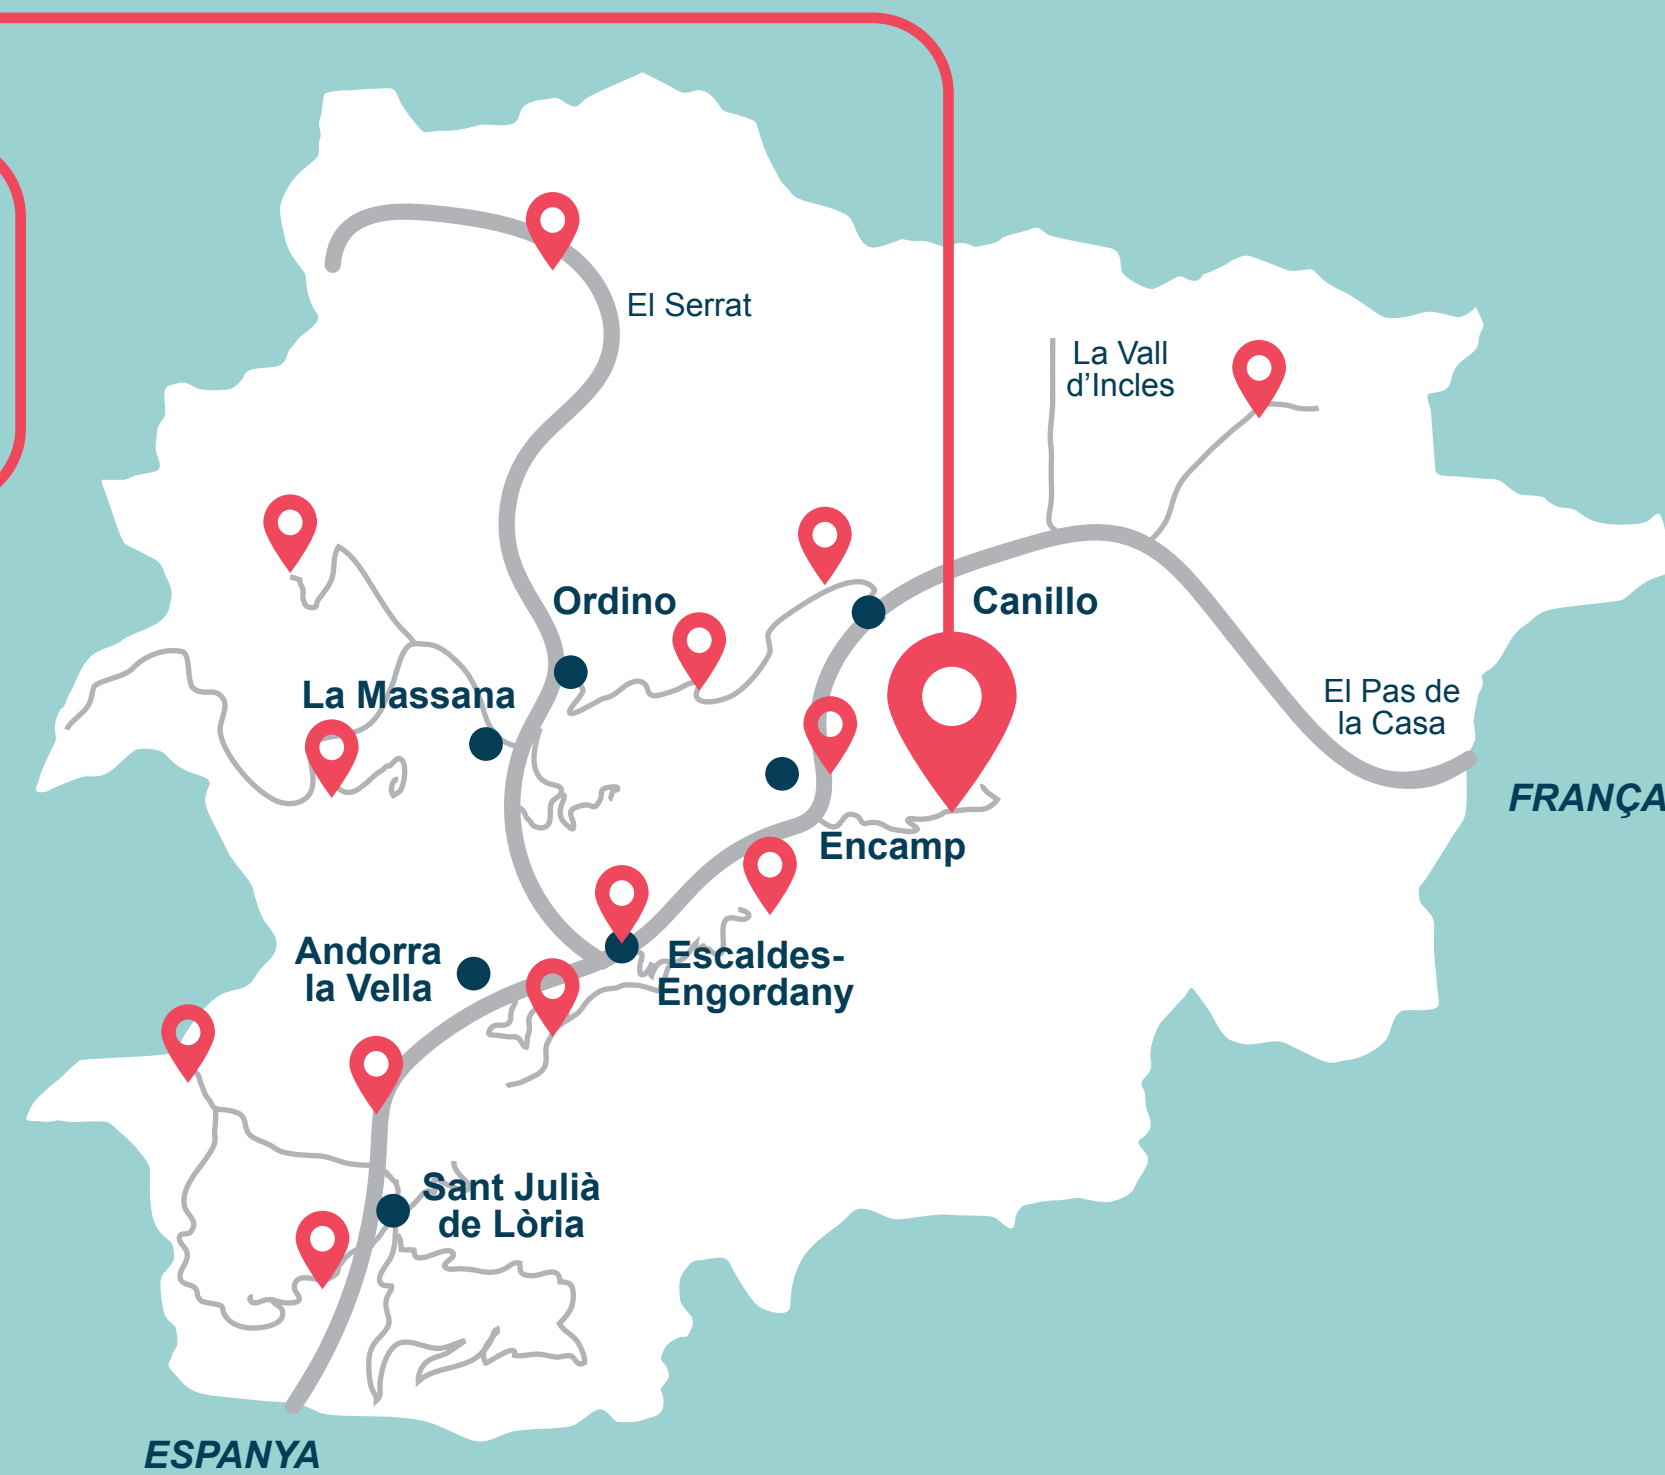 El Serrat
La Vall
d’Incles
Ordino
Canillo
La Massana
El Pas de
la Casa
FRANÇA
Encamp
Andorra
la Vella
Escaldes-
Engordany
Sant Julià
de Lòria
ESPANYA